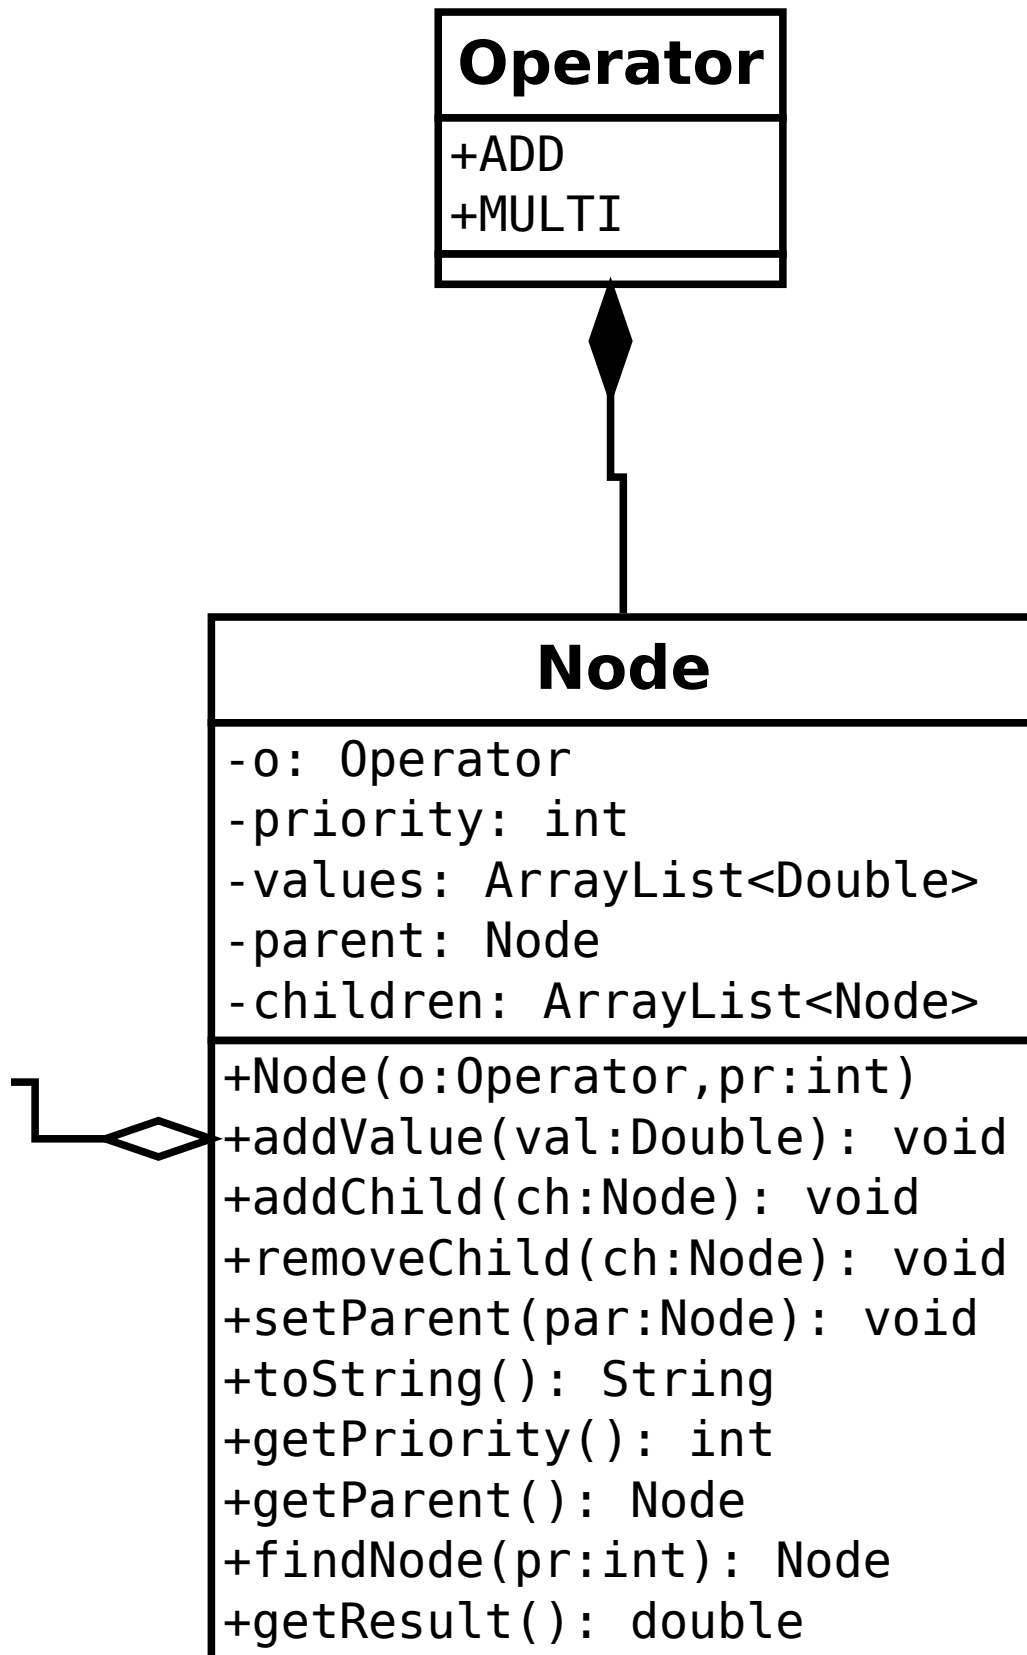 Operator
+ADD
+MULTI
Node
-o: Operator
-priority: int
-values: ArrayList<Double>
-parent: Node
-children: ArrayList<Node>
+Node(o:Operator,pr:int)
+addValue(val:Double): void
+addChild(ch:Node): void
+removeChild(ch:Node): void
+setParent(par:Node): void
+toString(): String
+getPriority(): int
+getParent(): Node
+findNode(pr:int): Node
+getResult(): double